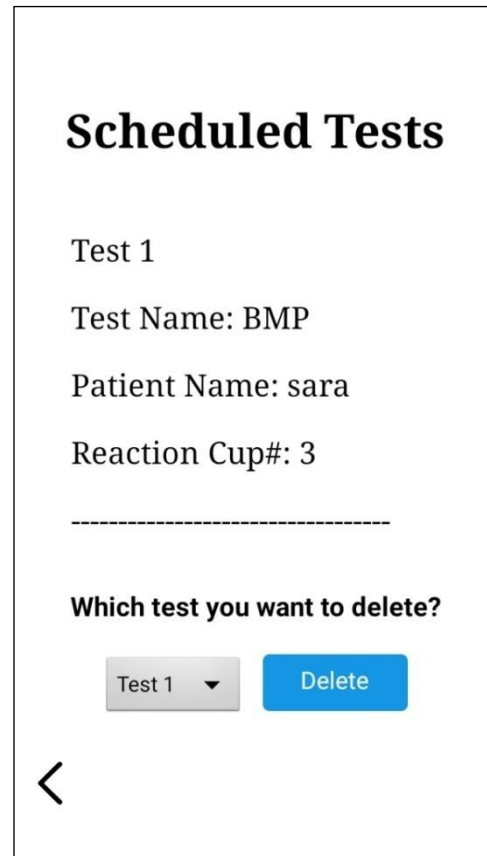 Scheduled Tests
Test 1
Test Name: BMP
Patient Name: sara
Reaction Cup#: 3
----------------------------------
Which test you want to delete?
Test 1 Delete